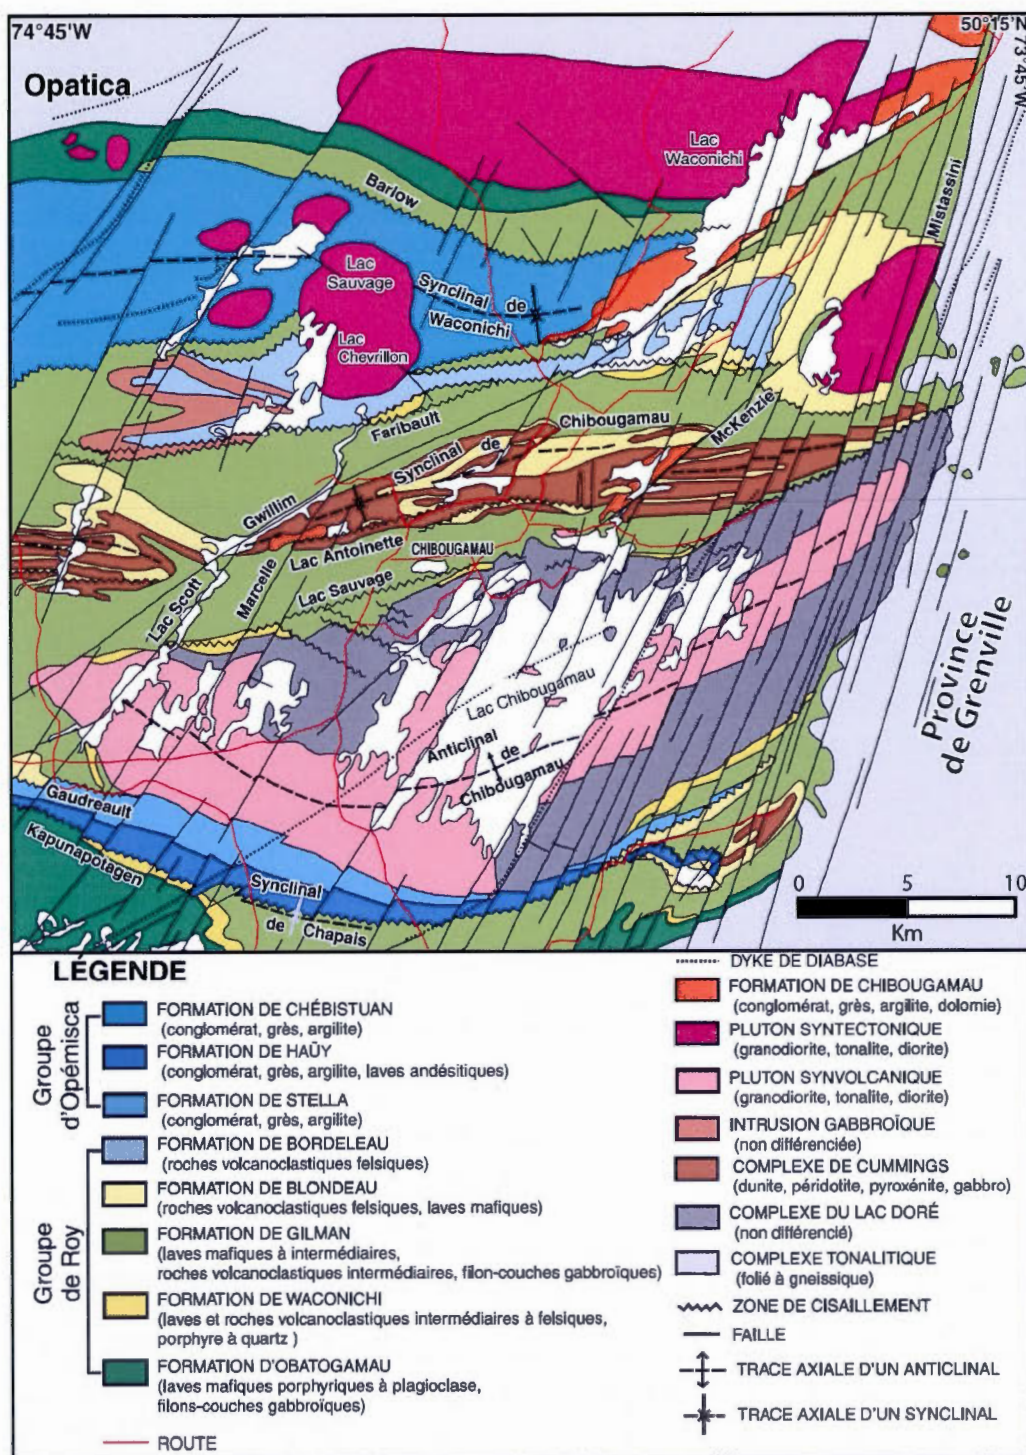 74°45'W
50°15'N
73°45'W
Opatica
Lac
Waconichi
Barlow
Mistassini
Lac
Sauvage
Synclinal de
Waconichi
Lac
Chevrillon
Faribault
Chibougamau
McKenzie
Synclinal de
Gwillim
Lac Antoinette
CHIBOUGAMAU
Lac Sauvage
Marcelle
Lac Scott
Lac Chibougamau
Anticlinal
de
Chibougamau
Province
de Grenville
Gaudreault
Kapunapotagen
Synclinal
de Chapais
0 5 10
Km
LÉGENDE
Groupe
d'Opémisca
FORMATION DE CHÉBISTUAN
(conglomérat, grès, argilite)
FORMATION DE HAÜY
(conglomérat, grès, argilite, laves andésitiques)
FORMATION DE STELLA
(conglomérat, grès, argilite)
Groupe
de Roy
FORMATION DE BORDELEAU
(roches volcanoclastiques felsiques)
FORMATION DE BLONDEAU
(roches volcanoclastiques felsiques, laves mafiques)
FORMATION DE GILMAN
(laves mafiques à intermédiaires,
roches volcanoclastiques intermédiaires, filon-couches gabbroïques)
FORMATION DE WACONICHI
(laves et roches volcanoclastiques intermédiaires à felsiques,
porphyre à quartz )
FORMATION D'OBATOGAMAU
(laves mafiques porphyriques à plagioclase,
filons-couches gabbroïques)
ROUTE
DYKE DE DIABASE
FORMATION DE CHIBOUGAMAU
(conglomérat, grès, argilite, dolomie)
PLUTON SYNTECTONIQUE
(granodiorite, tonalite, diorite)
PLUTON SYNVOLCANIQUE
(granodiorite, tonalite, diorite)
INTRUSION GABBROÏQUE
(non différenciée)
COMPLEXE DE CUMMINGS
(dunite, péridotite, pyroxénite, gabbro)
COMPLEXE DU LAC DORÉ
(non différencié)
COMPLEXE TONALITIQUE
(folié à gneissique)
ZONE DE CISAILLEMENT
FAILLE
TRACE AXIALE D'UN ANTICLINAL
TRACE AXIALE D'UN SYNCLINAL